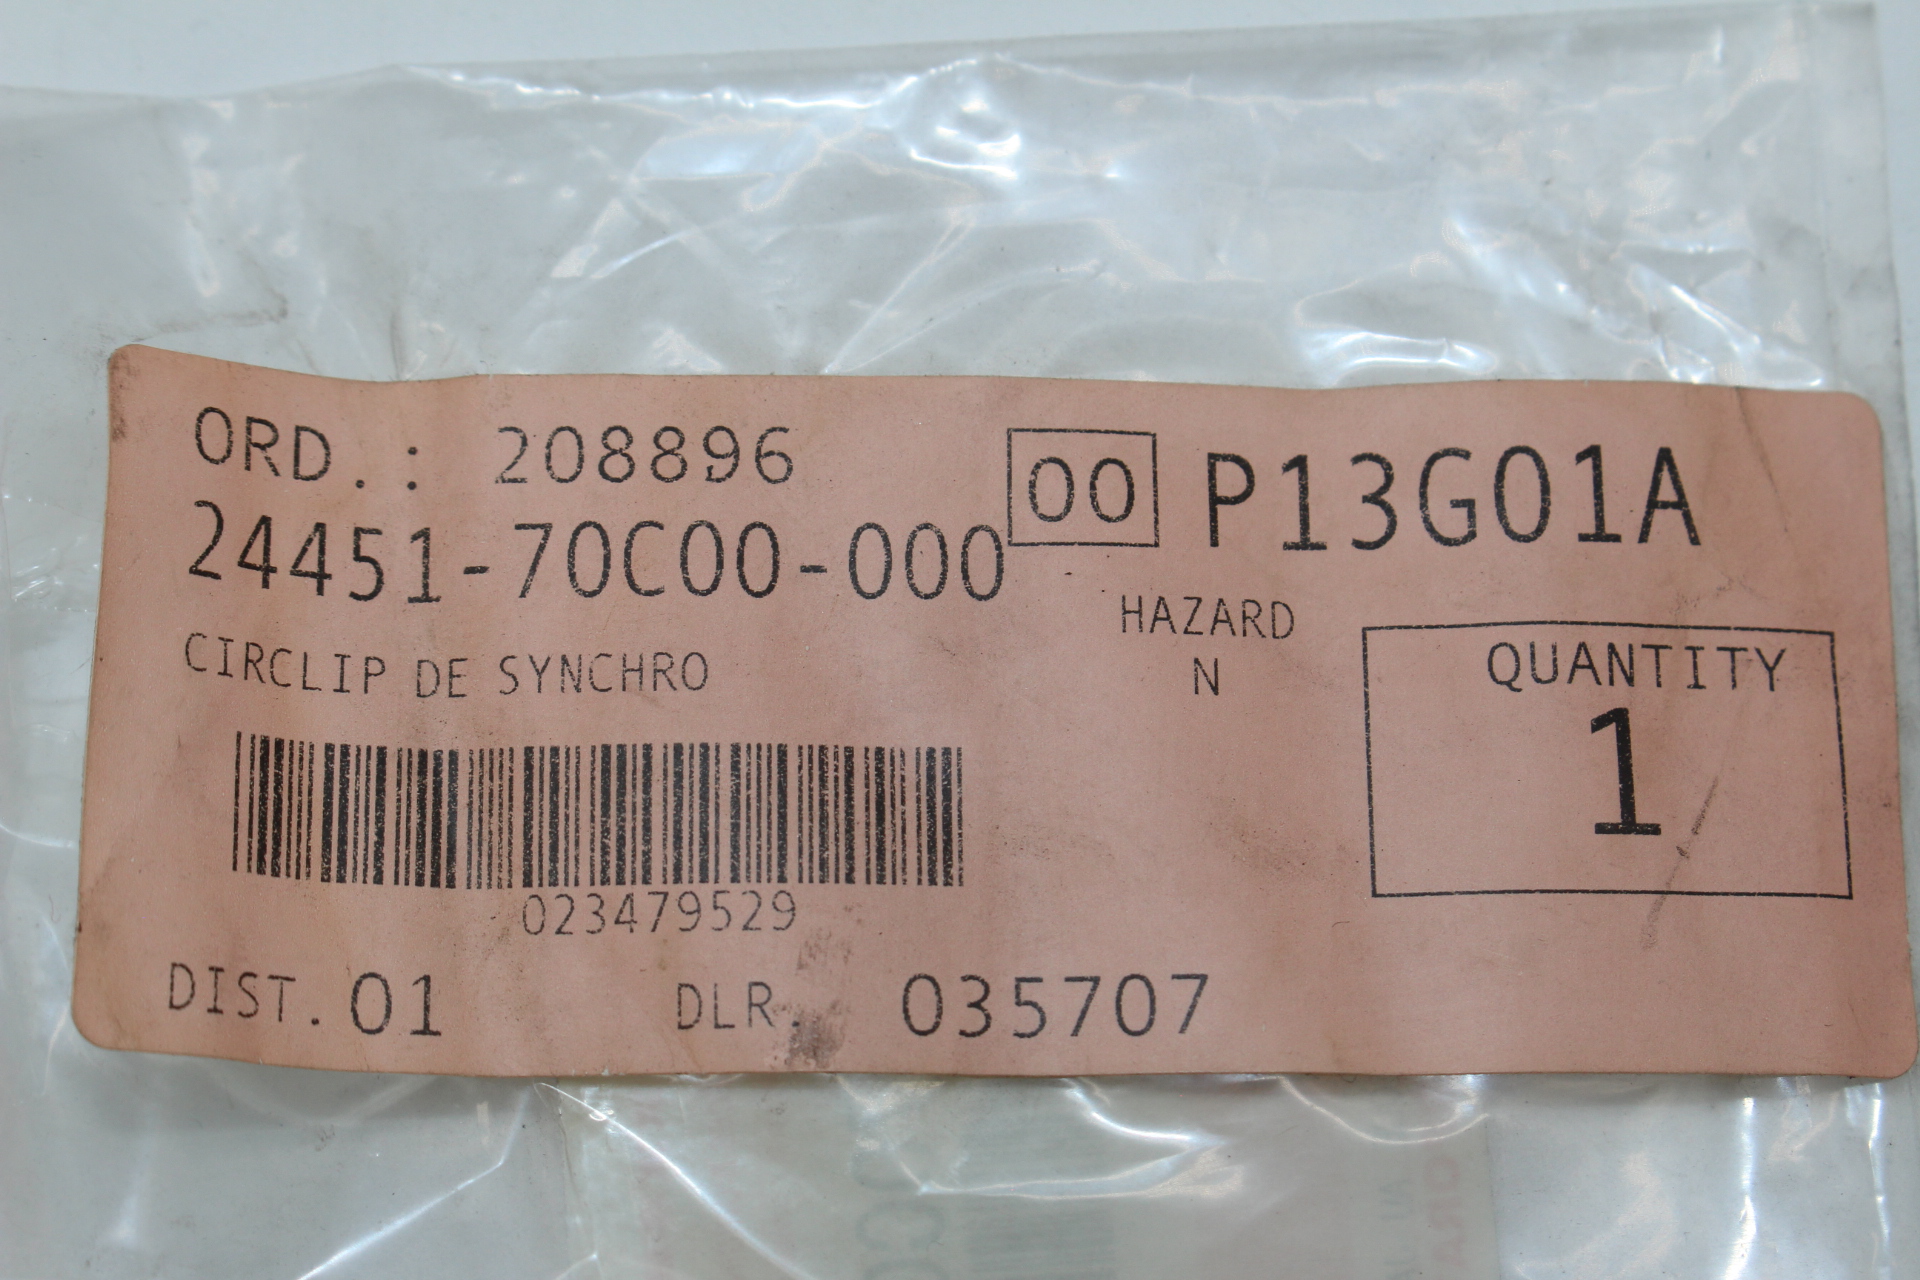 ORD.: 208896
00 P13G01A
24451-70C00-000
HAZARD
N
CIRCLIP DE SYNCHRO
QUANTITY
1
023479529
DIST. 01 DLR. 035707